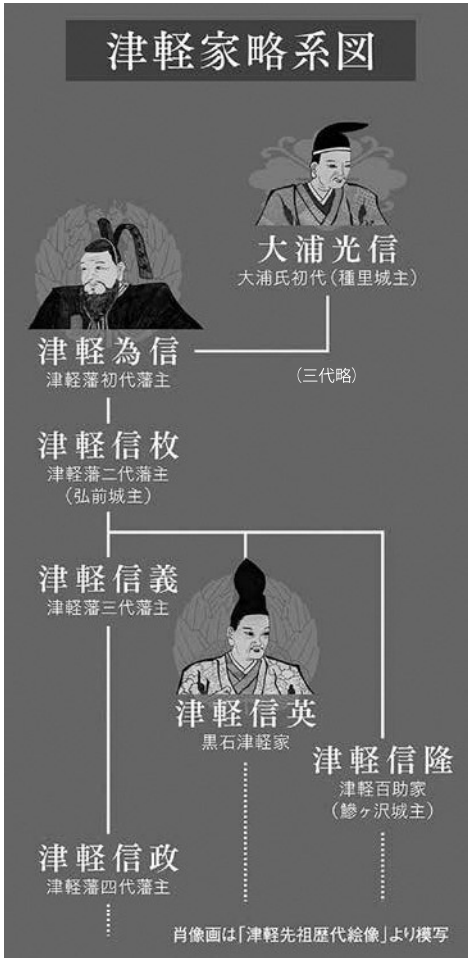 津軽家略系図
大浦光信
大浦氏初代（種里城主）
津軽為信
津軽藩初代藩主
（三代略）
津軽信枚
津軽藩二代藩主
（弘前城主）
津軽信義
津軽藩三代藩主
津軽信英
黒石津軽家
津軽信隆
津軽百助家
（鰺ヶ沢城主）
津軽信政
津軽藩四代藩主
肖像画は「津軽先祖歴代絵像」より模写